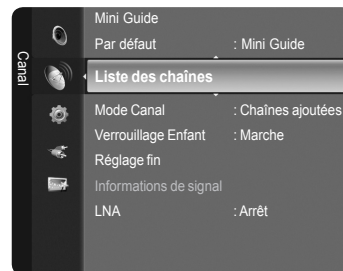 Canal
Mini Guide
Par défaut : Mini Guide
Liste des chaînes
Mode Canal : Chaînes ajoutées
Verrouillage Enfant : Marche
Réglage fin
Informations de signal
LNA : Arrêt